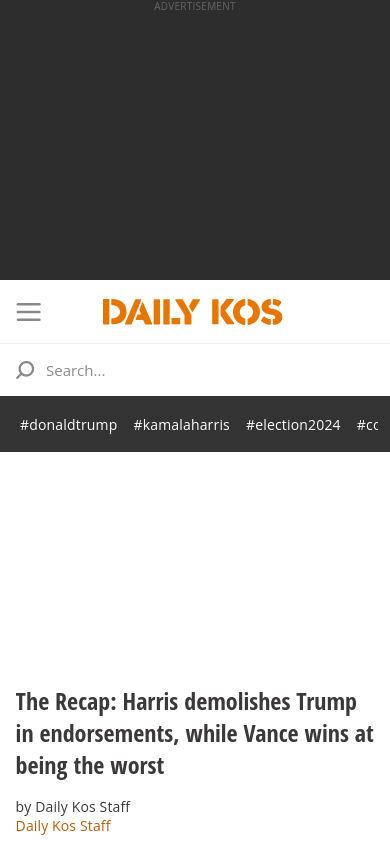 ADVERTISEMENT
DAILY KOS
Search...
#donaldtrump #kamalaharris #election2024
The Recap: Harris demolishes Trump
in endorsements, while Vance wins at
being the worst
by Daily Kos Staff
Daily Kos Staff